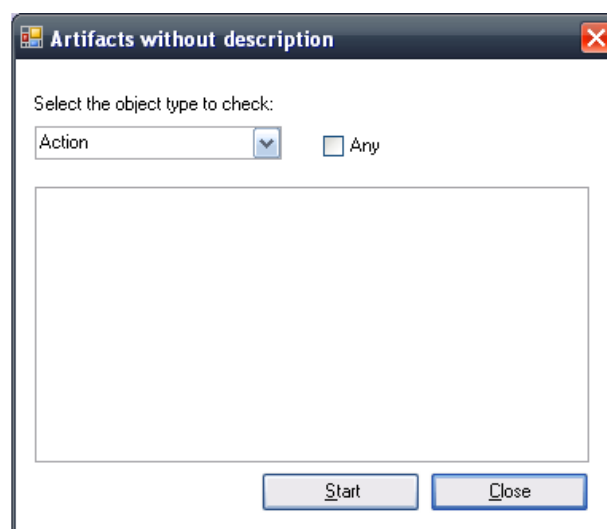 Artifacts without description
Select the object type to check:
Action
Any
Start
Close